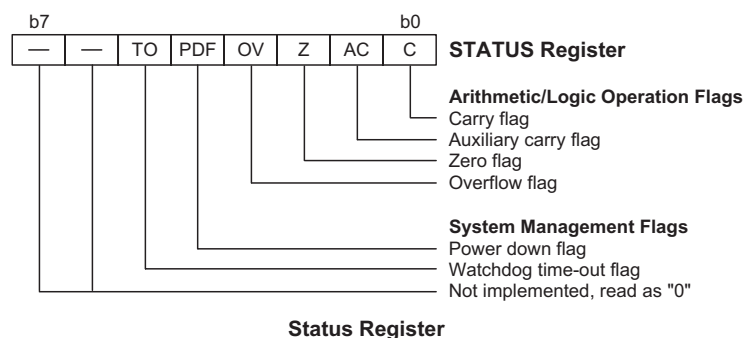 b7 b0
— — TO PDF OV Z AC C STATUS Register
Arithmetic/Logic Operation Flags
Carry flag
Auxiliary carry flag
Zero flag
Overflow flag
System Management Flags
Power down flag
Watchdog time-out flag
Not implemented, read as "0"
Status Register